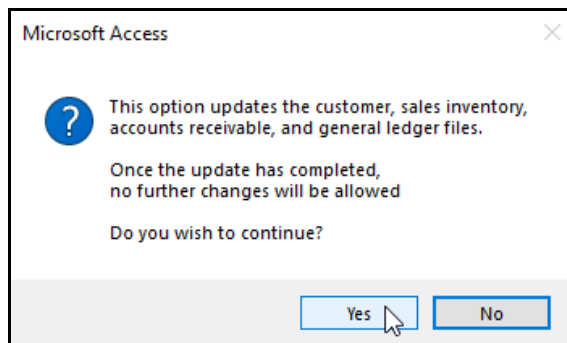 Microsoft Access
This option updates the customer, sales inventory,
accounts receivable, and general ledger files.
Once the update has completed,
no further changes will be allowed
Do you wish to continue?
Yes
No